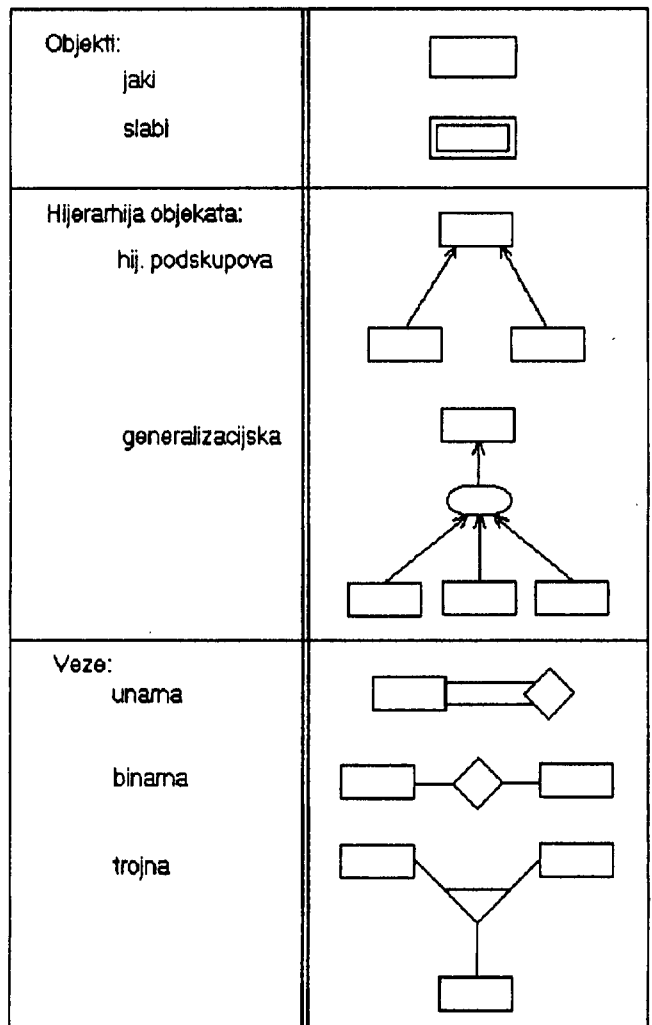 Objekti:
jaki
slabi
Hijerarhija objekata:
hij. podskupova
generalizacijska
Veze:
unarna
binarna
trojna